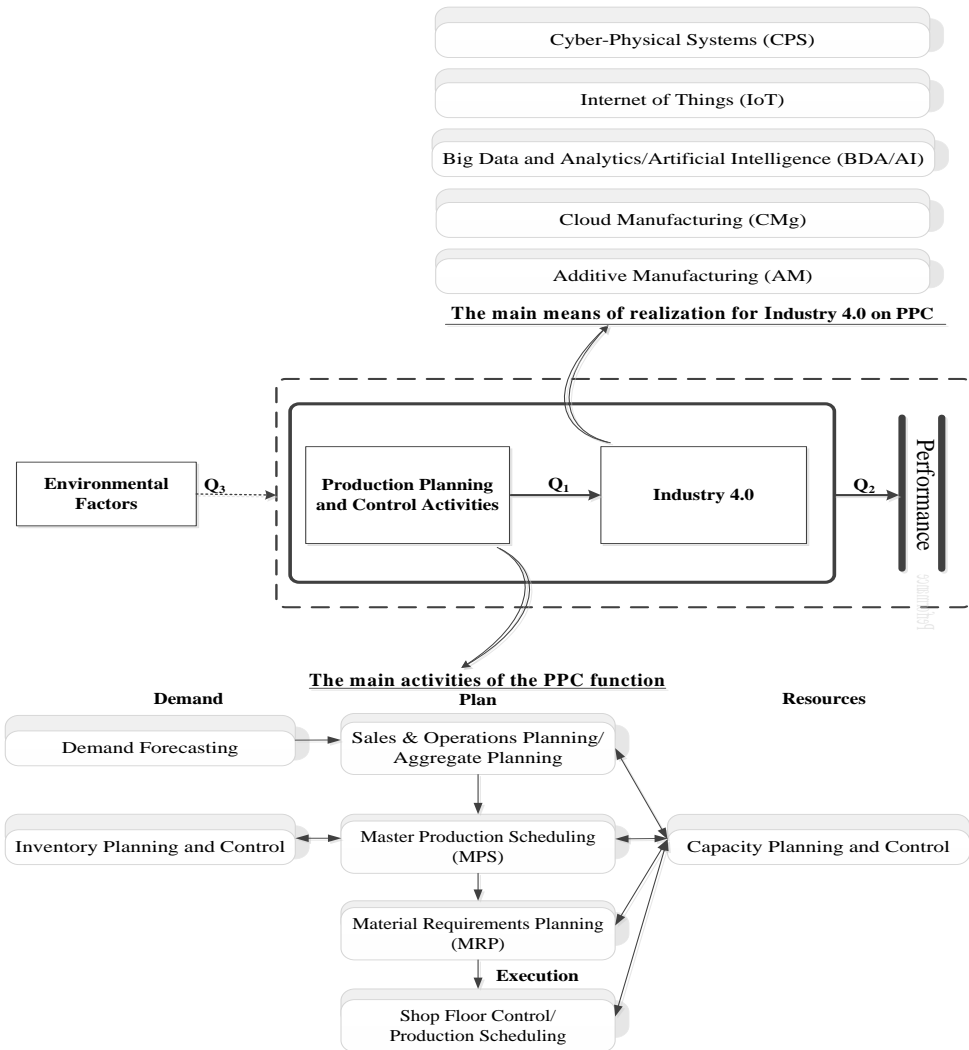 Cyber-Physical Systems (CPS)
Internet of Things (IoT)
Big Data and Analytics/Artificial Intelligence (BDA/AI)
Cloud Manufacturing (CMg)
Additive Manufacturing (AM)
The main means of realization for Industry 4.0 on PPC
Environmental
Factors
Q₃
Production Planning
and Control Activities
Q₁
Industry 4.0
Q₂
Performance
Performance
The main activities of the PPC function
Demand
Plan
Resources
Demand Forecasting
Sales & Operations Planning/
Aggregate Planning
Inventory Planning and Control
Master Production Scheduling
(MPS)
Capacity Planning and Control
Material Requirements Planning
(MRP)
Execution
Shop Floor Control/
Production Scheduling